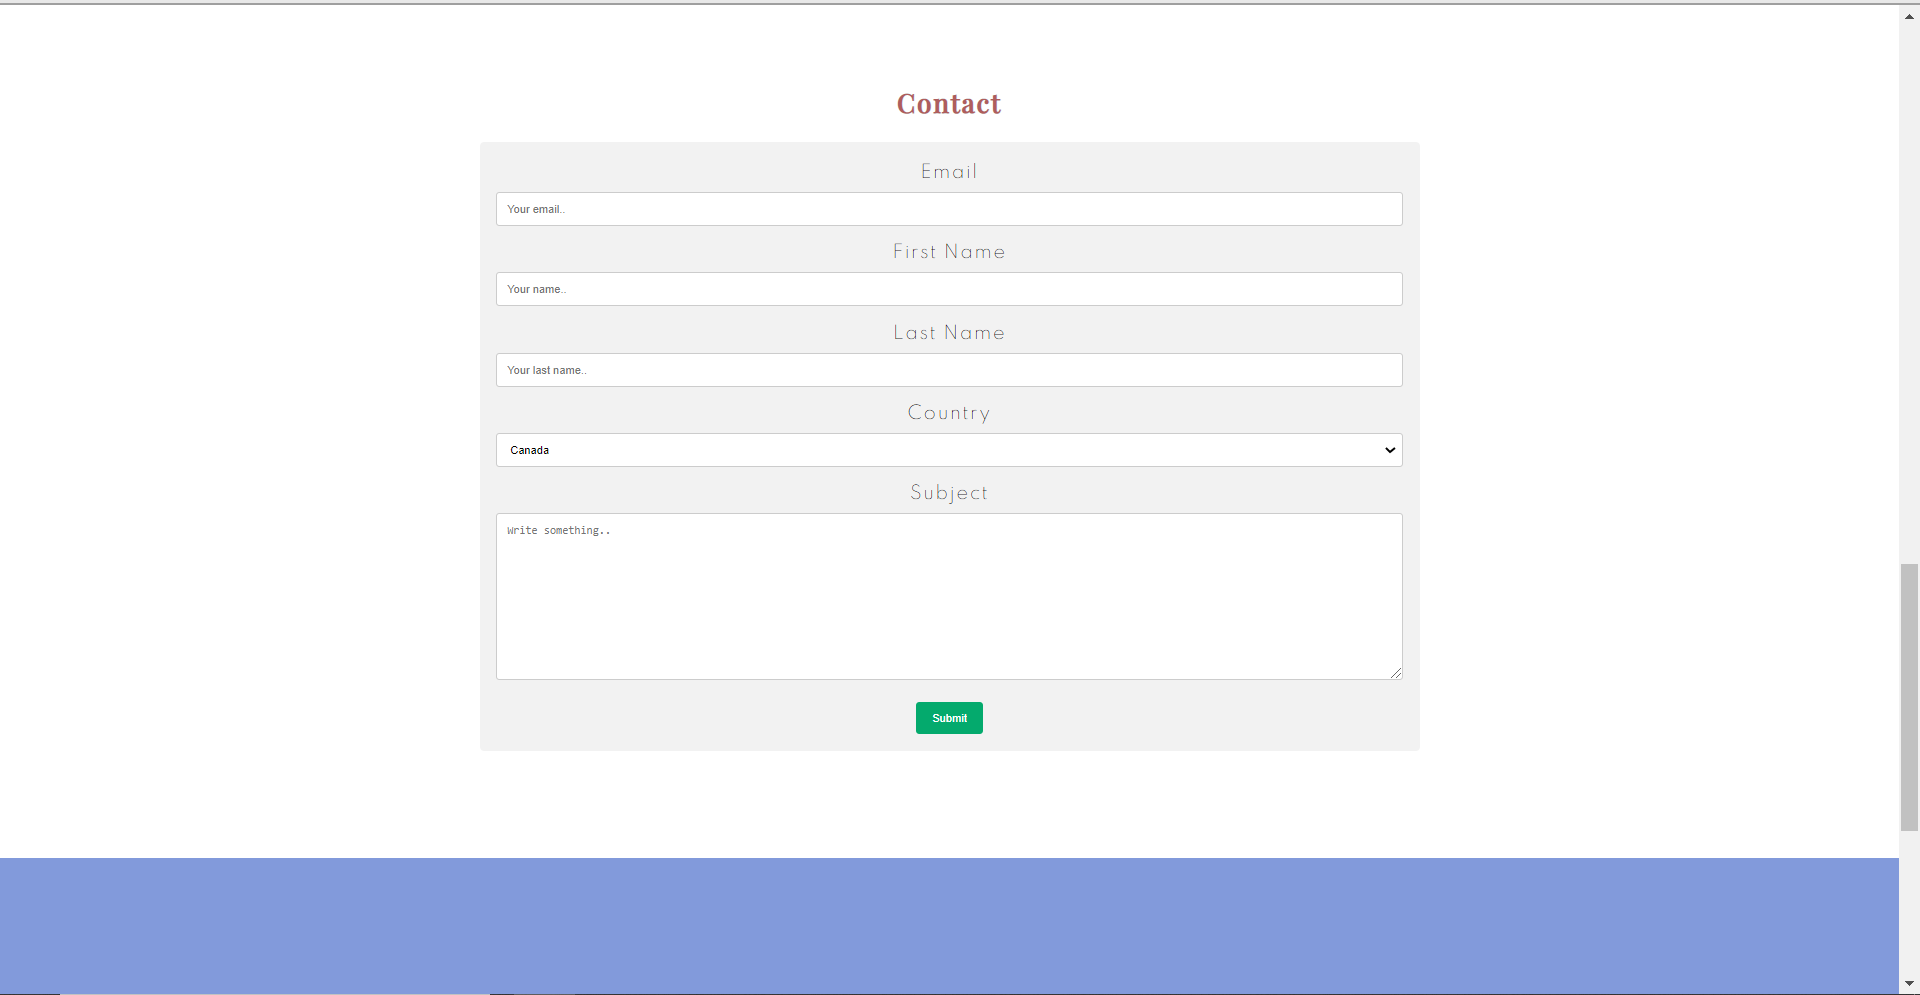 Contact
Email
Your email..
First Name
Your name..
Last Name
Your last name..
Country
Canada
Subject
Write something..
Submit